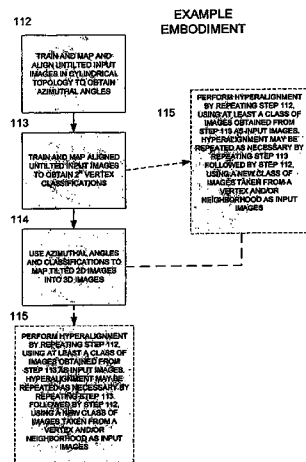 EXAMPLE
EMBODIMENT
112
TRAIN AND MAP AND
ALIGN UNTILTED INPUT
IMAGES IN CYLINDRICAL
TOPOLOGY TO OBTAIN
AZIMUTHAL ANGLES
113
TRAIN AND MAP ALIGNED
UNTILTED INPUT IMAGES
TO OBTAIN VERTEX
CLASSIFICATIONS
114
USE AZIMUTHAL ANGLES
AND CLASSIFICATIONS TO
MAP TILTED 2D IMAGES
INTO 3D IMAGES
115
PERFORM HYPERALIGNMENT
BY REPEATING STEP 112,
USING AT LEAST A CLASS OF
IMAGES OBTAINED FROM
STEP 113 AS INPUT IMAGES.
HYPERALIGNMENT MAY BE
REPEATED AS NECESSARY BY
REPEATING STEP 113
FOLLOWED BY STEP 112,
USING A NEW CLASS OF
IMAGES TAKEN FROM A
VERTEX AND/OR
NEIGHBORHOOD AS INPUT
IMAGES
115
PERFORM HYPERALIGNMENT
BY REPEATING STEP 112,
USING AT LEAST A CLASS OF
IMAGES OBTAINED FROM
STEP 113 AS INPUT IMAGES.
HYPERALIGNMENT MAY BE
REPEATED AS NECESSARY BY
REPEATING STEP 113
FOLLOWED BY STEP 112,
USING A NEW CLASS OF
IMAGES TAKEN FROM A
VERTEX AND/OR
NEIGHBORHOOD AS INPUT
IMAGES